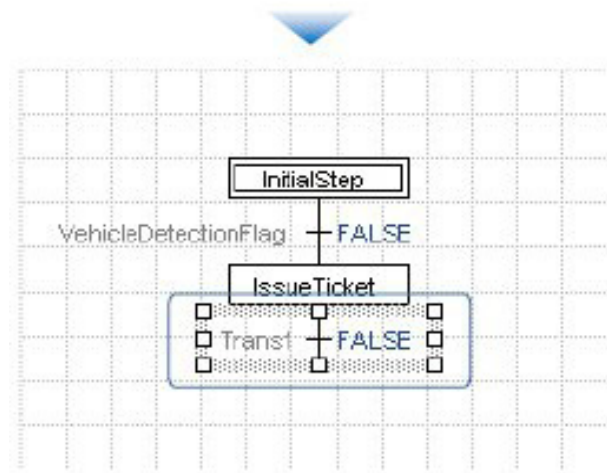 InitialStep
VehicleDetectionFlag FALSE
IssueTicket
Trans1 FALSE